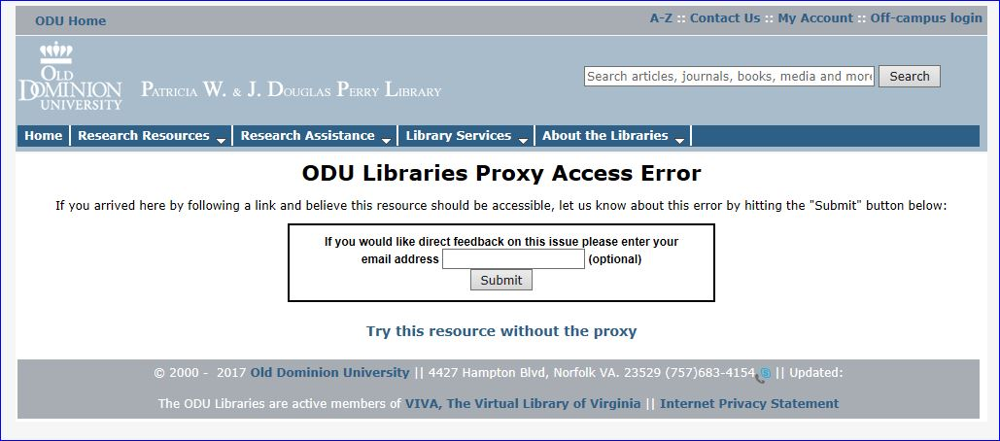 ODU Home
A-Z :: Contact Us :: My Account :: Off-campus login
OLD DOMINION UNIVERSITY
PATRICIA W. & J. DOUGLAS PERRY LIBRARY
Search articles, journals, books, media and more
Search
Home
Research Resources
Research Assistance
Library Services
About the Libraries
ODU Libraries Proxy Access Error
If you arrived here by following a link and believe this resource should be accessible, let us know about this error by hitting the "Submit" button below:
If you would like direct feedback on this issue please enter your
email address (optional)
Submit
Try this resource without the proxy
© 2000 - 2017 Old Dominion University || 4427 Hampton Blvd, Norfolk VA. 23529 (757)683-4154 || Updated:
The ODU Libraries are active members of VIVA, The Virtual Library of Virginia || Internet Privacy Statement